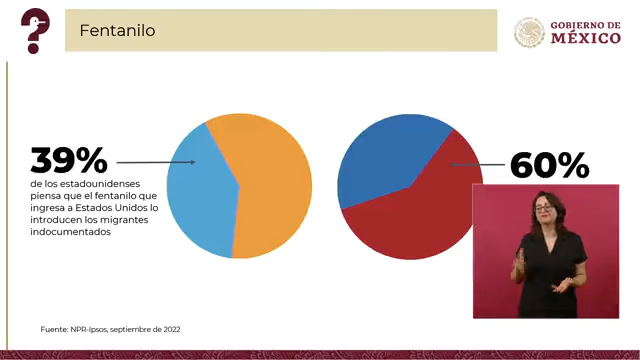 Fentanilo
GOBIERNO DE
MÉXICO
39%
de los estadounidenses
piensa que el fentanilo que
ingresa a Estados Unidos lo
introducen los migrantes
indocumentados
60%
Fuente: NPR-Ipsos, septiembre de 2022